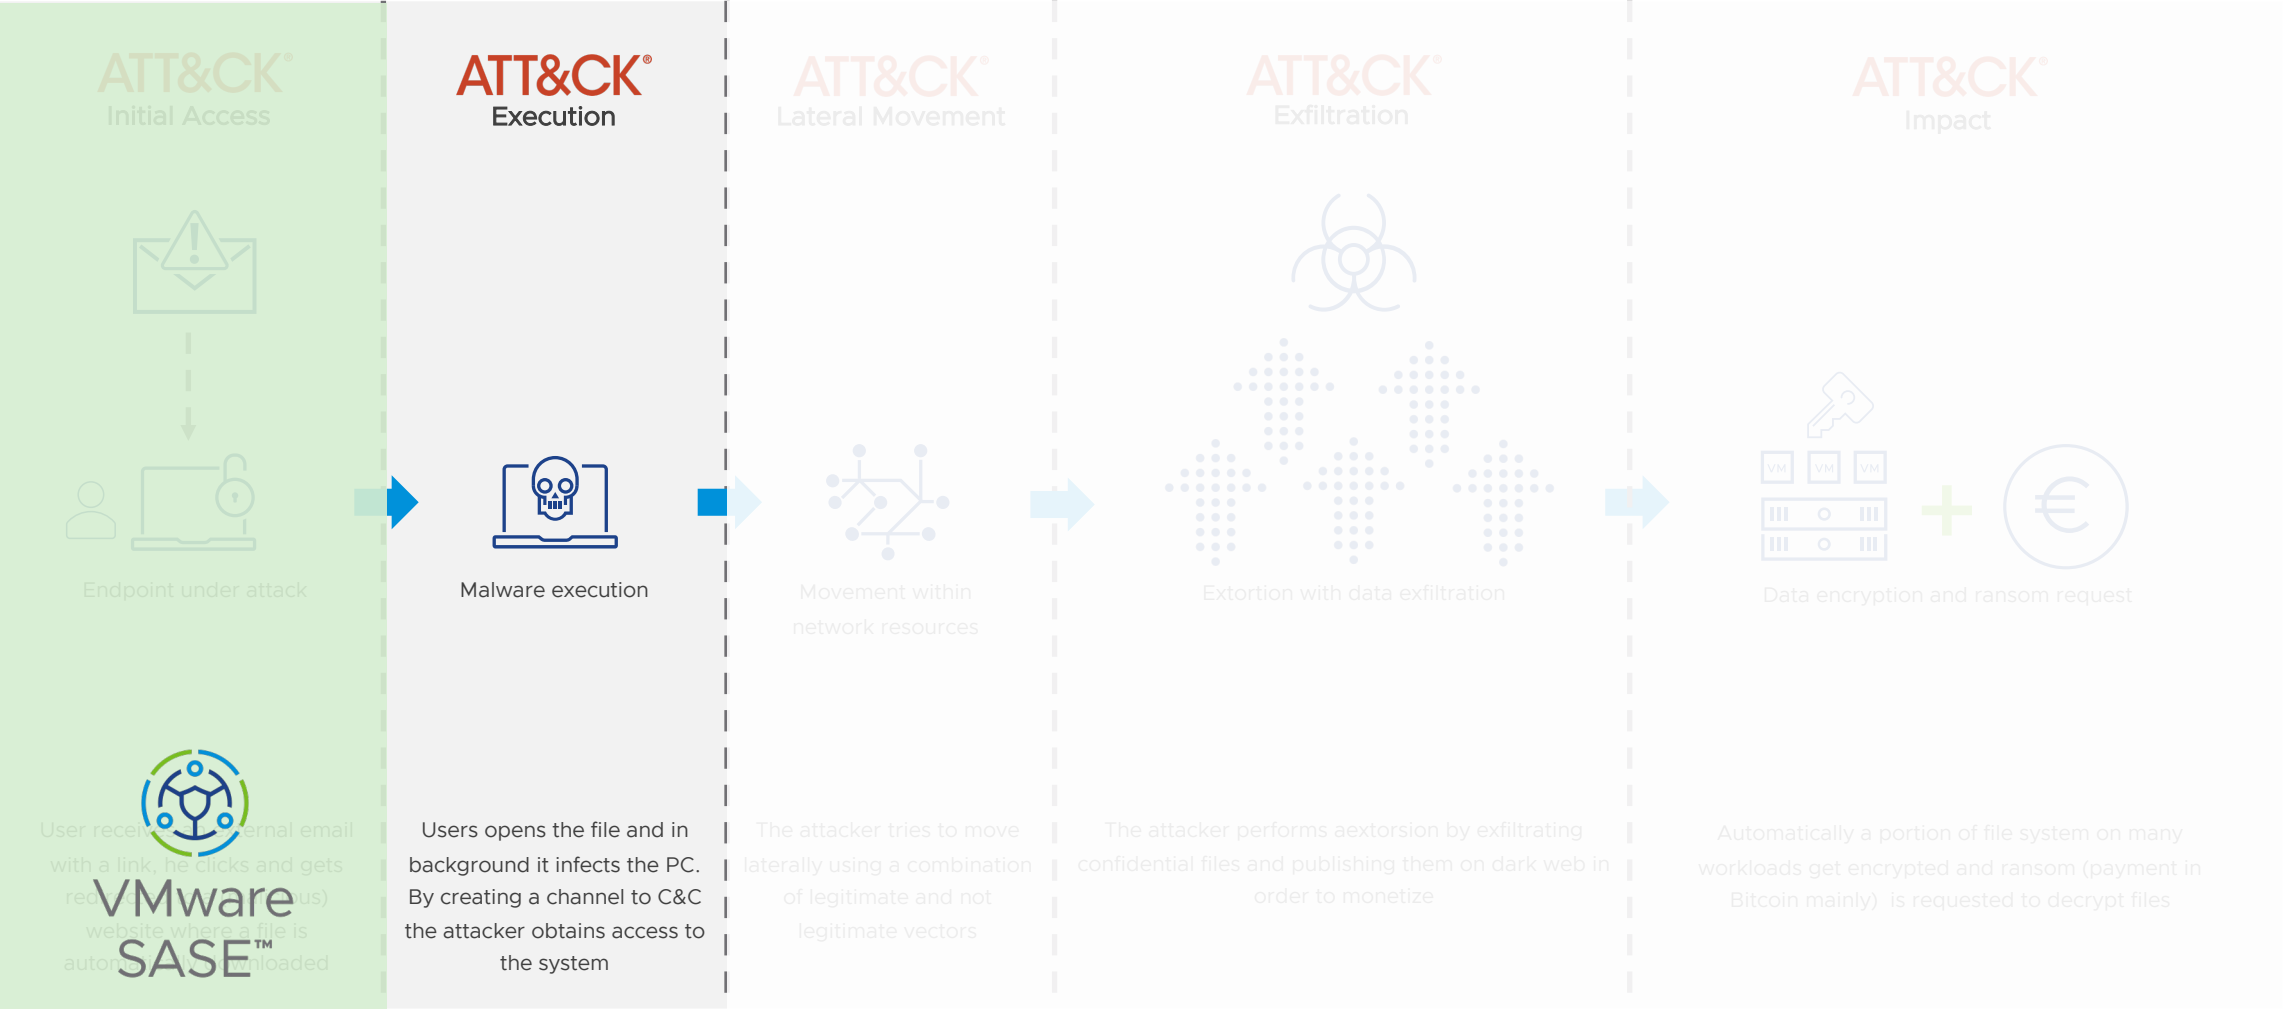 ATT&CK®
Initial Access
Endpoint under attack
User receives an external email
with a link, he clicks and gets
website where a file is
automatically downloaded
VMware
SASE™
ATT&CK®
Execution
Malware execution
Users opens the file and in
background it infects the PC.
By creating a channel to C&C
the attacker obtains access to
the system
ATT&CK®
Lateral Movement
Movement within
network resources
The attacker tries to move
laterally using a combination
of legitimate and not
legitimate vectors
ATT&CK®
Exfiltration
Extortion with data exfiltration
The attacker performs aextorsion by exfiltrating
confidential files and publishing them on dark web in
order to monetize
ATT&CK®
Impact
VM VM VM
€
Data encryption and ransom request
Automatically a portion of file system on many
workloads get encrypted and ransom (payment in
Bitcoin mainly) is requested to decrypt files